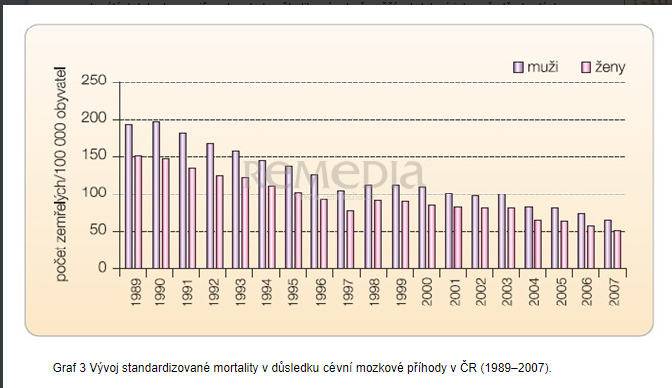 muži ženy
počet zemřelých/100 000 obyvatel
250
200
150
100
50
0
ReMedia
1989 1990 1991 1992 1993 1994 1995 1996 1997 1998 1999 2000 2001 2002 2003 2004 2005 2006 2007
Graf 3 Vývoj standardizované mortality v důsledku cévní mozkové příhody v ČR (1989–2007).